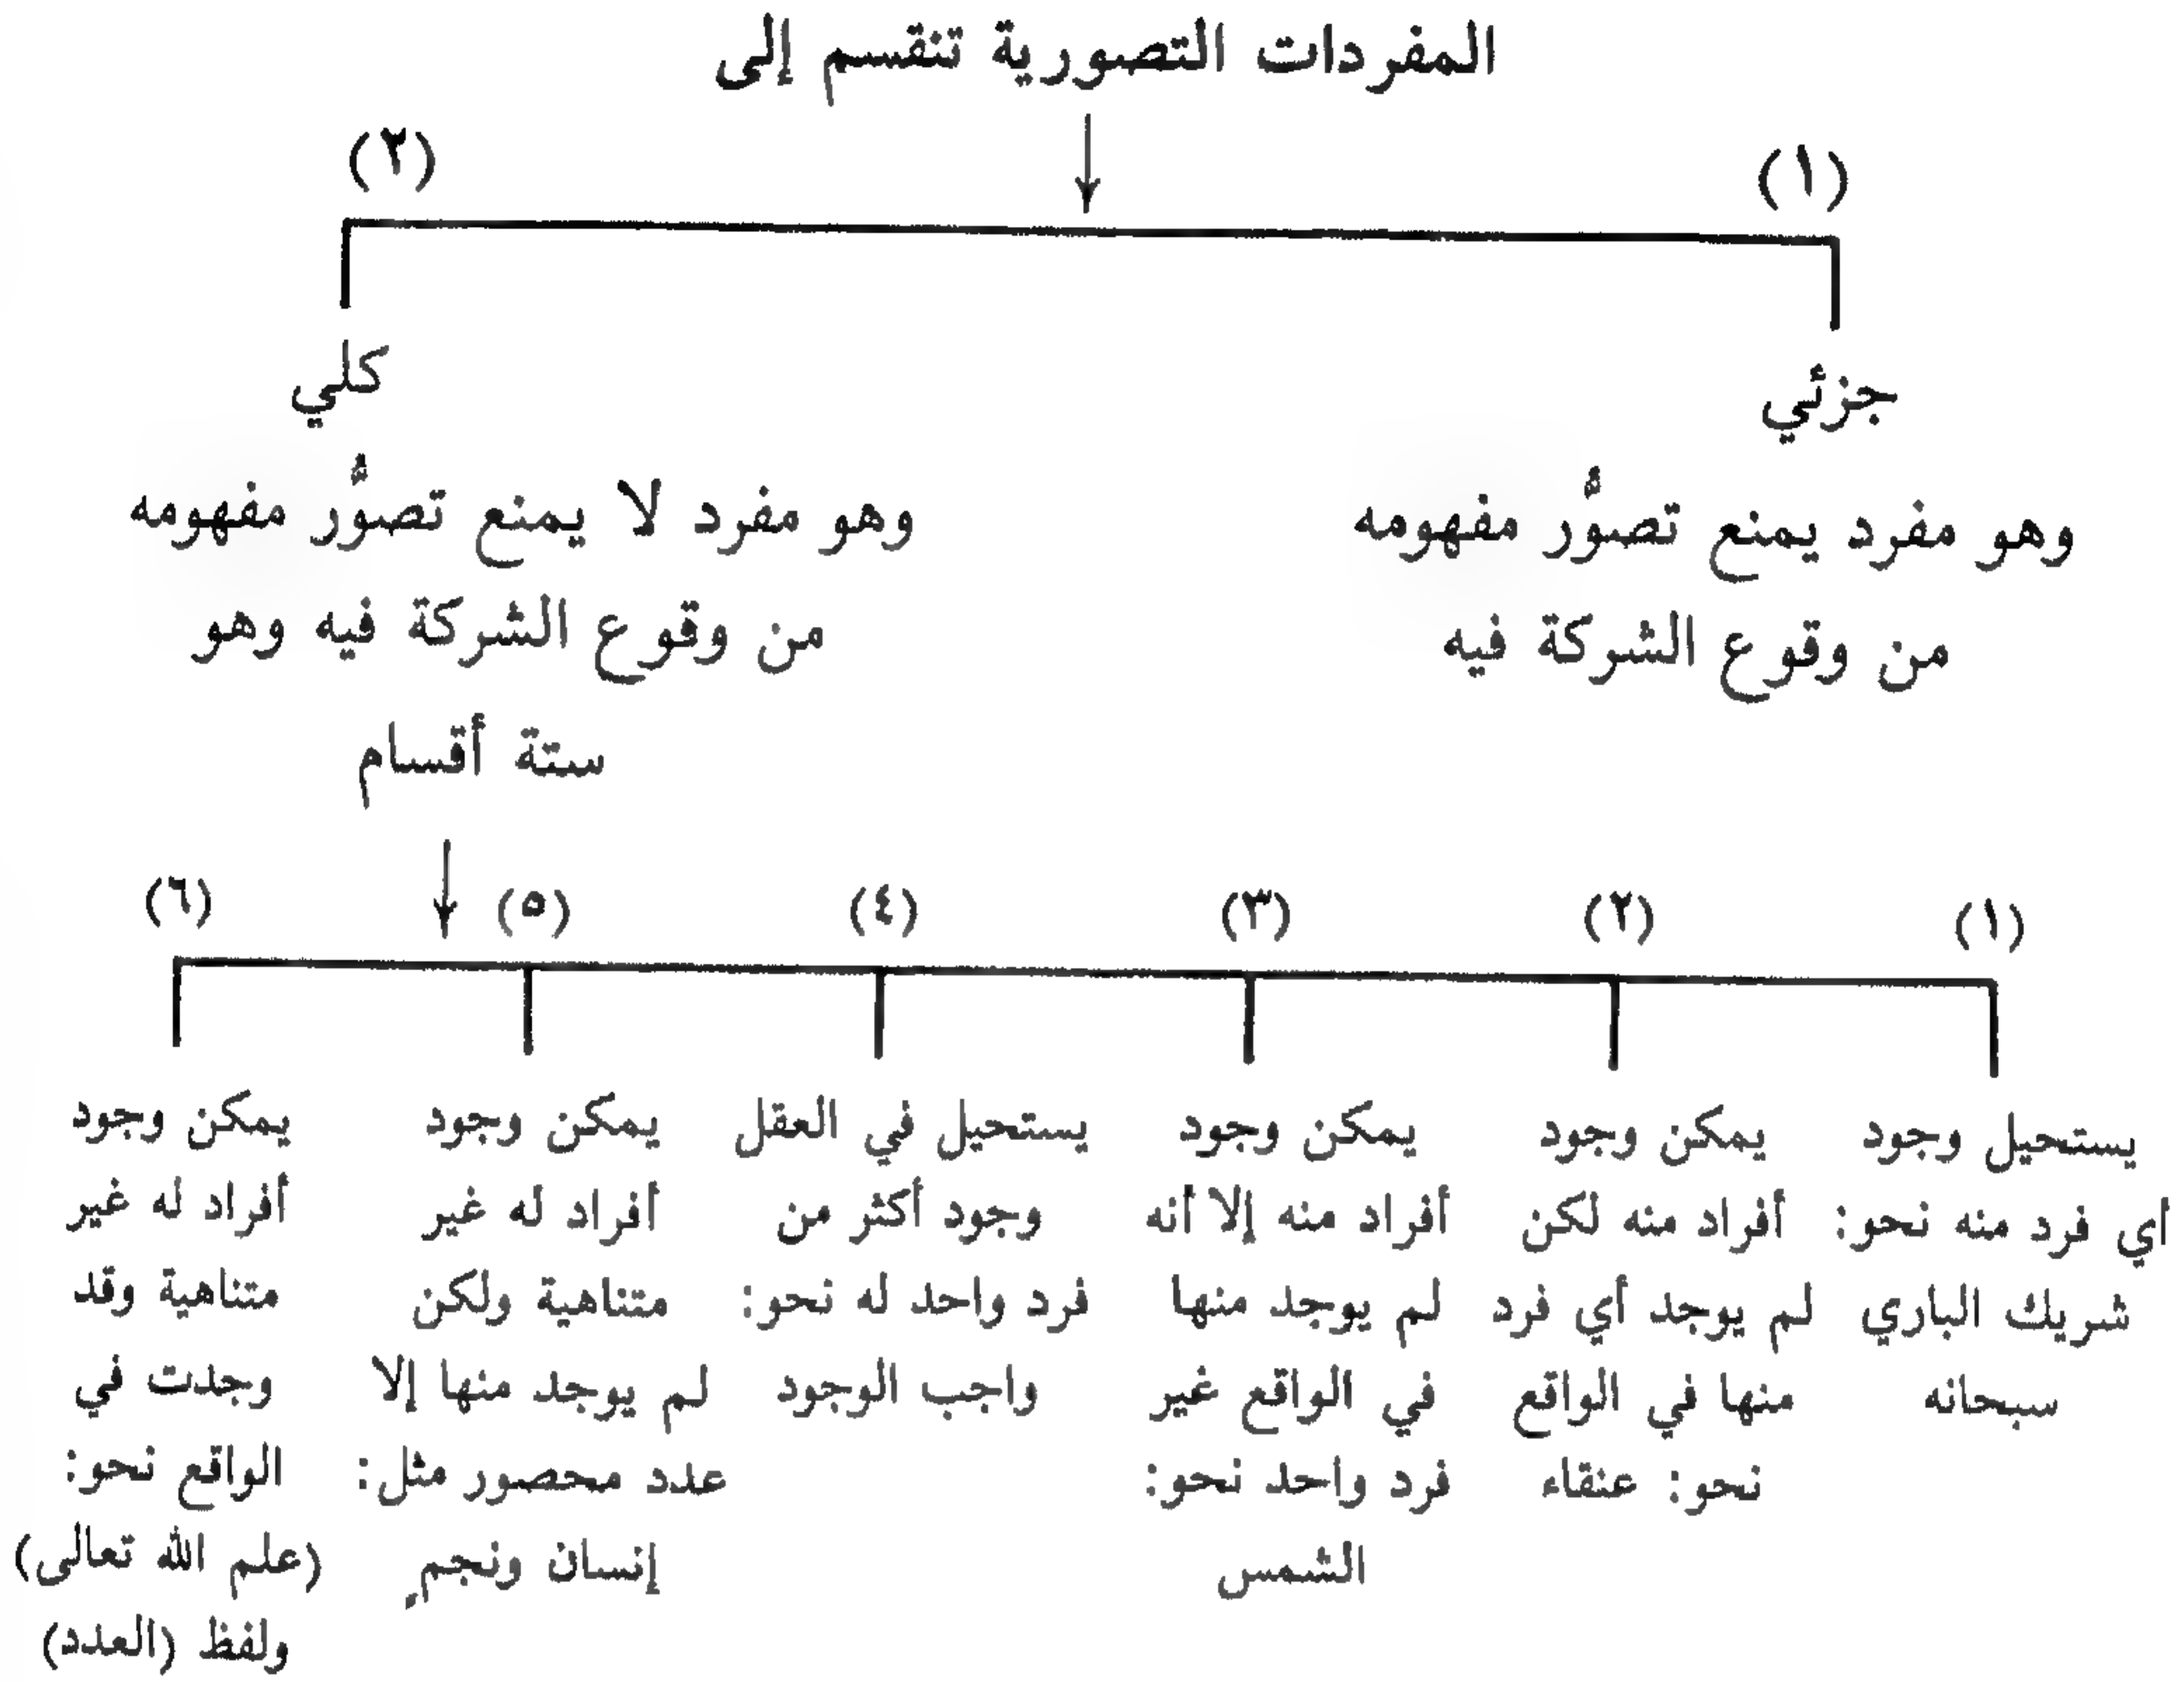 المفردات التصورية تنقسم إلى
(١)
(٢)
جزئي
وهو مفرد يمنع تصوُّر مفهومه
من وقوع الشركة فيه
كلي
وهو مفرد لا يمنع تصوُّر مفهومه
من وقوع الشركة فيه وهو
ستة أقسام
(١)
يستحيل وجود
اي فرد منه نحو:
شريك الباري
سبحانه
(٢)
يمكن وجود
أفراد منه لكن
لم يوجد أي فرد
منها في الواقع
نحو: عنقاء
(٣)
يمكن وجود
أفراد منه إلا أنه
لم يوجد منها
في الواقع غير
فرد واحد نحو:
الشمس
(٤)
يستحيل في العقل
وجود أكثر من
فرد واحد له نحو:
واجب الوجود
(٥)
يمكن وجود
أفراد له غير
متناهية ولكن
لم يوجد منها إلا
عدد محصور مثل:
إنسان ونجمٍ
(٦)
يمكن وجود
أفراد له غير
متناهية وقد
وجدت في
الواقع نحو:
(علم الله تعالى)
ولفظ (العدد)